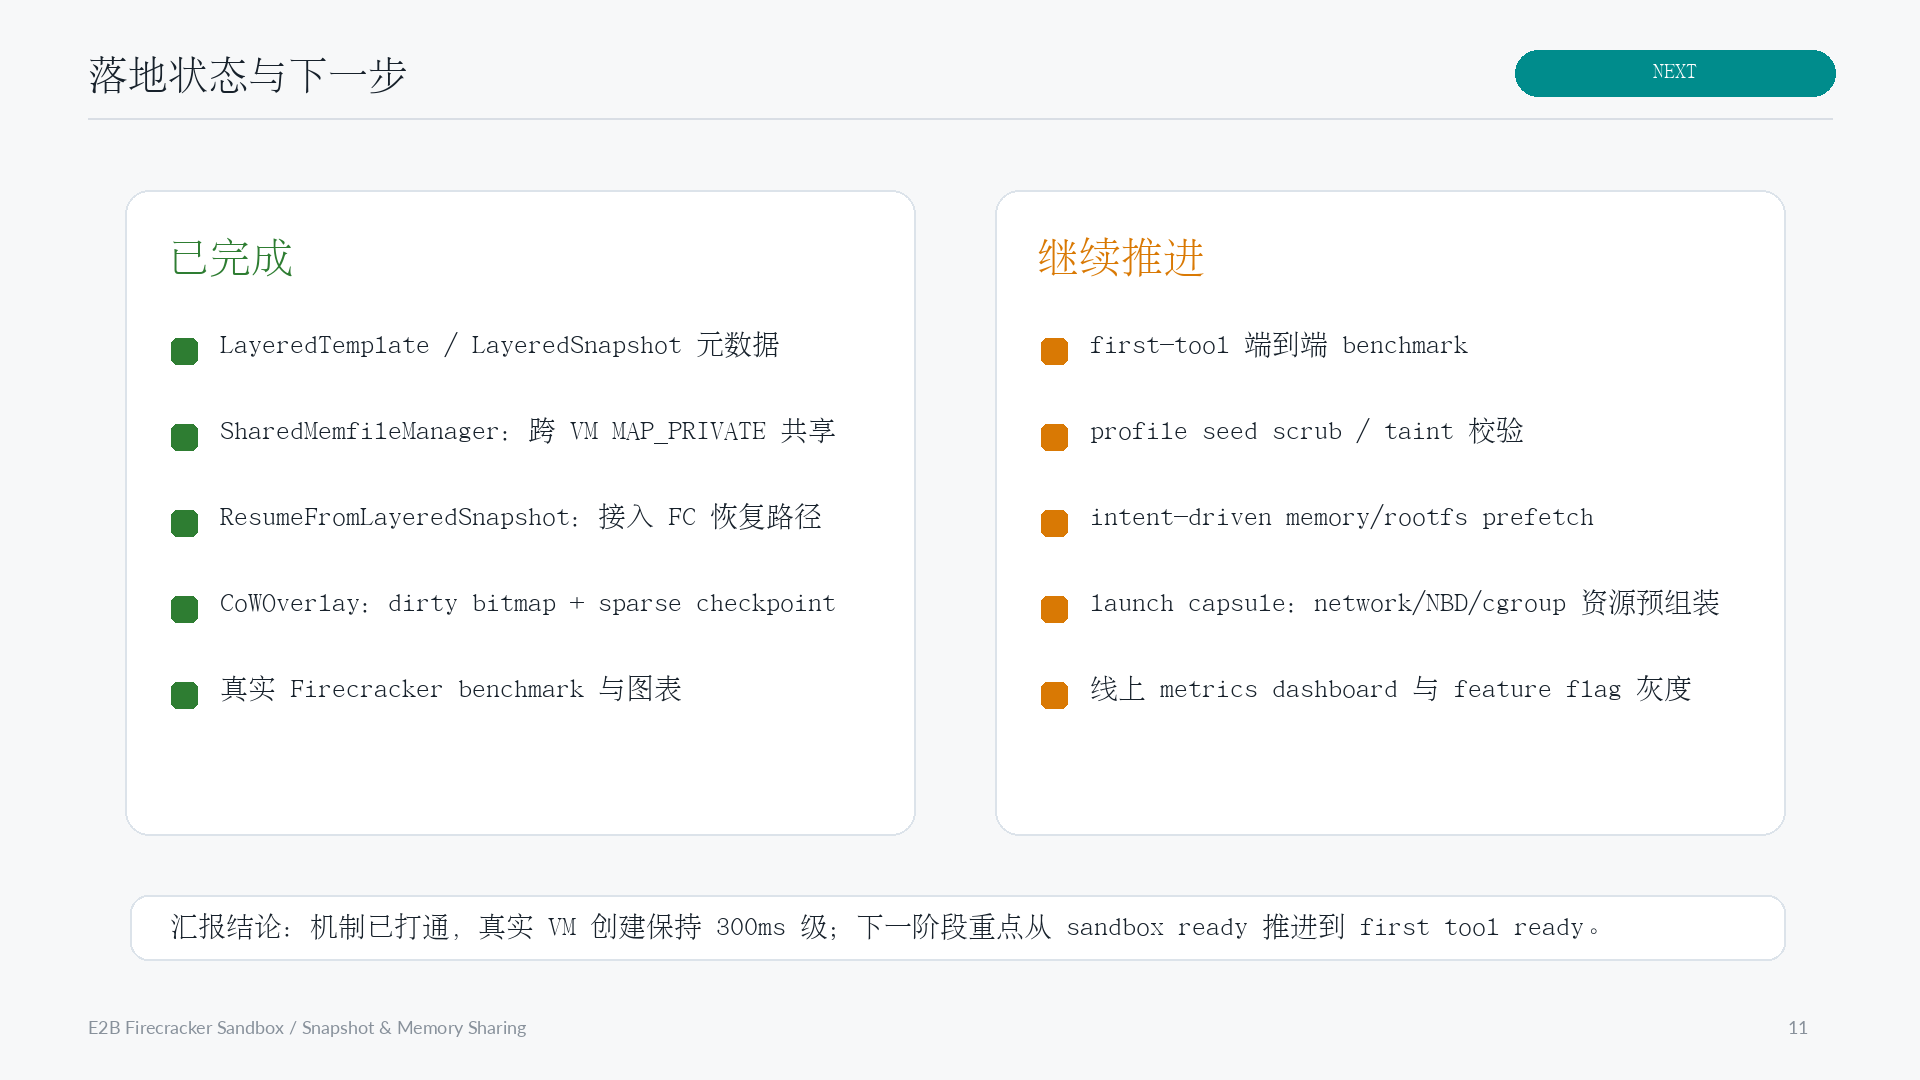 落地状态与下一步
NEXT
已完成
LayeredTemplate / LayeredSnapshot 元数据
SharedMemfileManager: 跨 VM MAP_PRIVATE 共享
ResumeFromLayeredSnapshot: 接入 FC 恢复路径
CoWOverlay: dirty bitmap + sparse checkpoint
真实 Firecracker benchmark 与图表
继续推进
first-tool 端到端 benchmark
profile seed scrub / taint 校验
intent-driven memory/rootfs prefetch
launch capsule: network/NBD/cgroup 资源预组装
线上 metrics dashboard 与 feature flag 灰度
汇报结论: 机制已打通, 真实 VM 创建保持 300ms 级; 下一阶段重点从 sandbox ready 推进到 first tool ready。
E2B Firecracker Sandbox / Snapshot & Memory Sharing
11